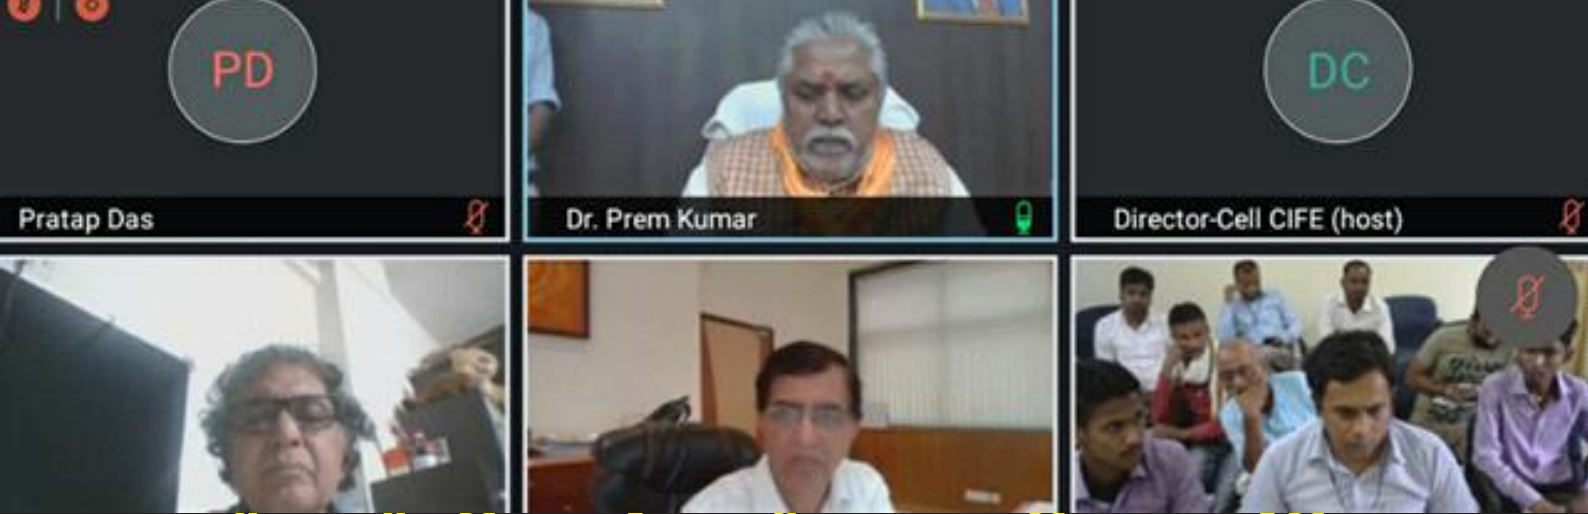 PD
DC
Pratap Das
Dr. Prem Kumar
Director-Cell CIFE (host)